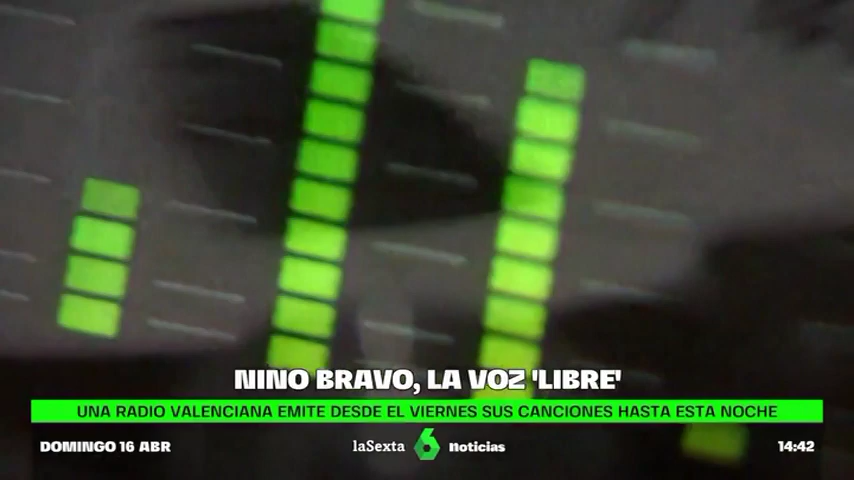 NINO BRAVO, LA VOZ 'LIBRE'
UNA RADIO VALENCIANA EMITE DESDE EL VIERNES SUS CANCIONES HASTA ESTA NOCHE
DOMINGO 16 ABR laSexta 6 noticias 14:42